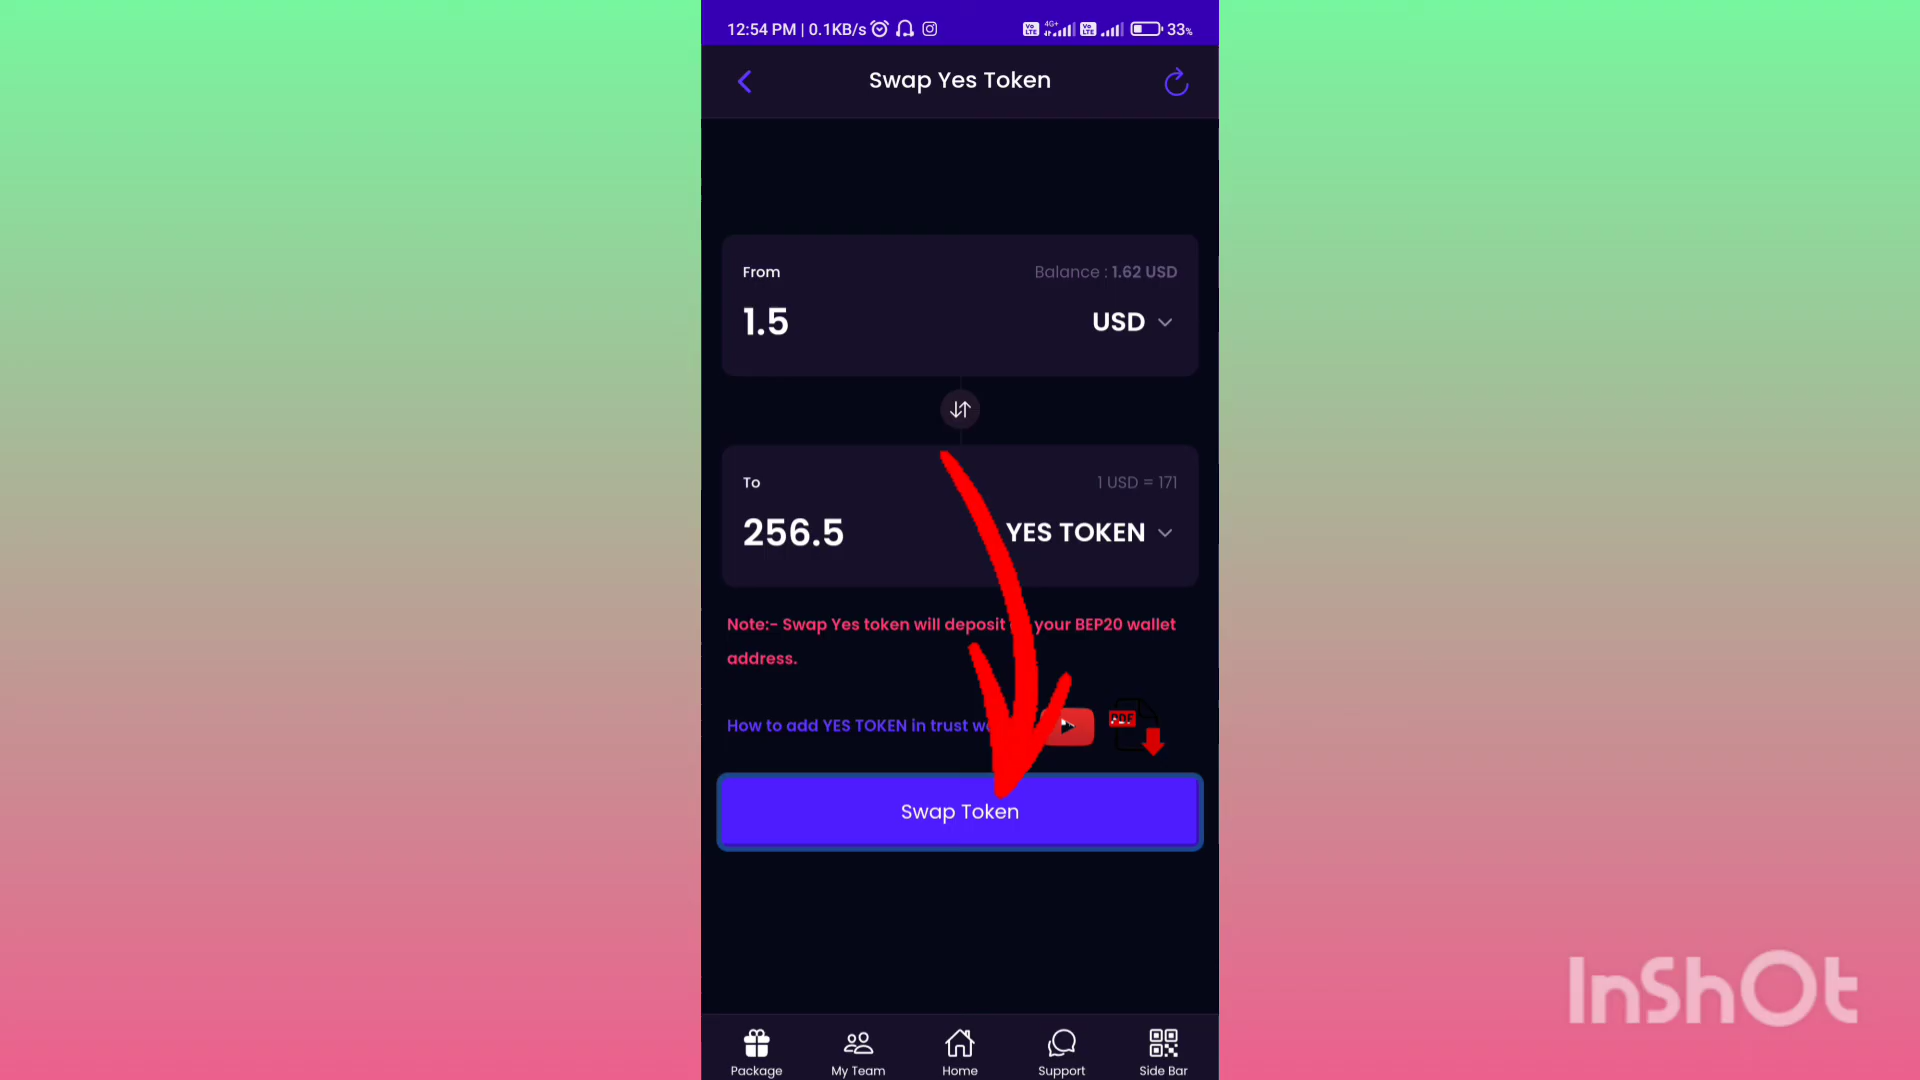 12:54 PM | 0.1KB/s 4G+ 33%
Swap Yes Token
From Balance : 1.62 USD
1.5 USD
To 1 USD = 171
256.5 YES TOKEN
Note:- Swap Yes token will deposit your BEP20 wallet
address.
How to add YES TOKEN in trust
PDF
Swap Token
Package My Team Home Support Side Bar
InShOt